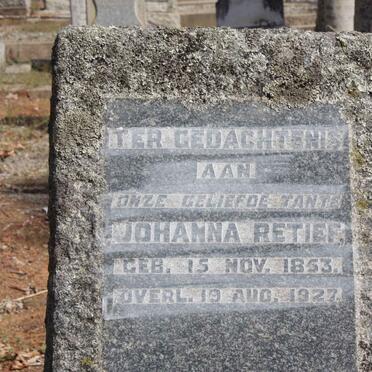 TER GEDACHTENIS
AAN
ONZE GELIEFDE TANTE
JOHANNA RETIEF
GEB. 15 NOV. 1853.
OVERL. 19 AUG. 1927.